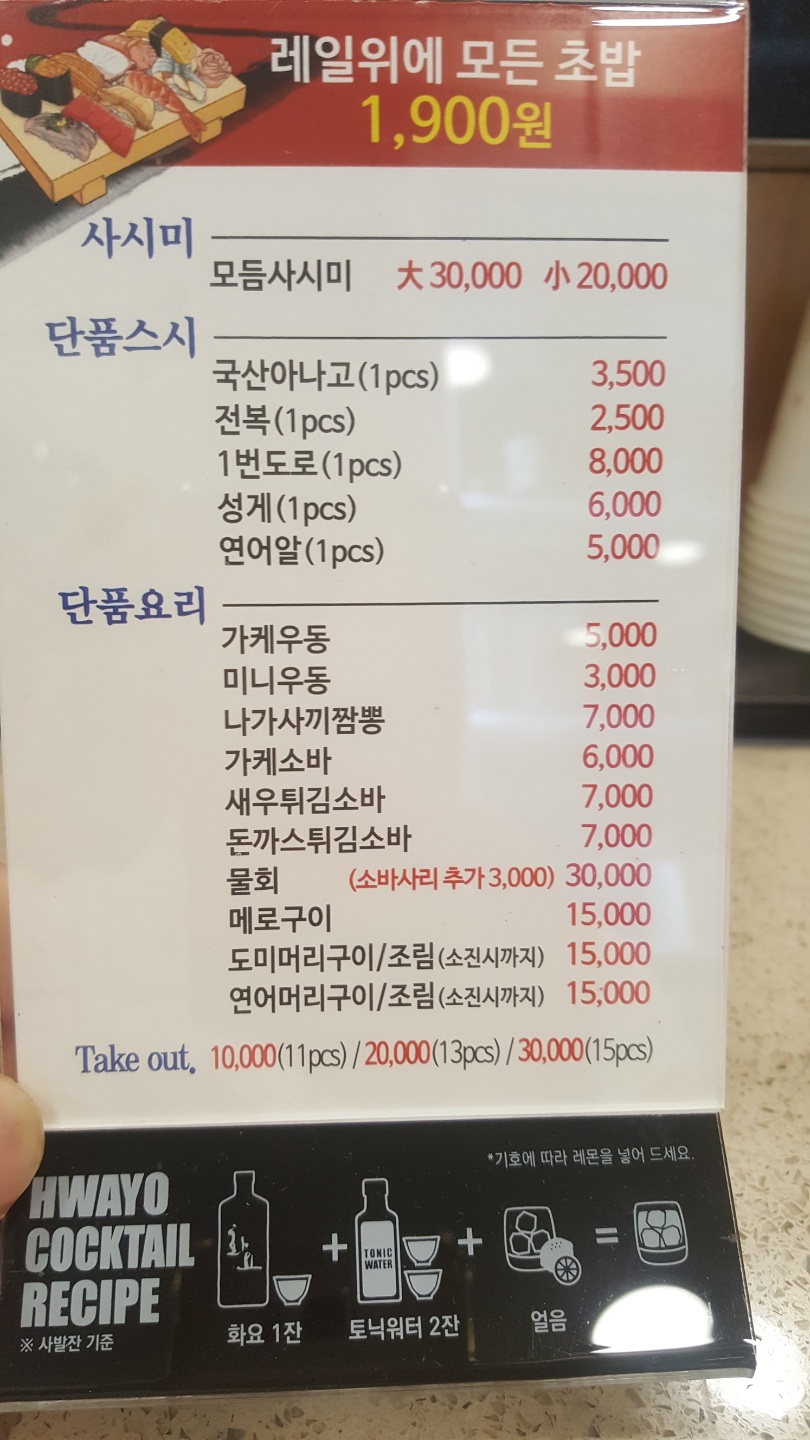 레일위에 모든 초밥
1,900원
사시미
모듬사시미 大 30,000 小 20,000
단품스시
국산아나고(1pcs) 3,500
전복(1pcs) 2,500
1번도로(1pcs) 8,000
성게(1pcs) 6,000
연어알(1pcs) 5,000
단품요리
가케우동 5,000
미니우동 3,000
나가사끼짬뽕 7,000
가케소바 6,000
새우튀김소바 7,000
돈까스튀김소바 7,000
물회 (소바사리 추가 3,000) 30,000
메로구이 15,000
도미머리구이/조림(소진시까지) 15,000
연어머리구이/조림(소진시까지) 15,000
Take out. 10,000(11pcs) / 20,000(13pcs) / 30,000(15pcs)
*기호에 따라 레몬을 넣어 드세요.
HWAYO
COCKTAIL
RECIPE
※ 사발잔 기준
화요
+
TONIC
WATER
+
=
화요 1잔 토닉워터 2잔 얼음